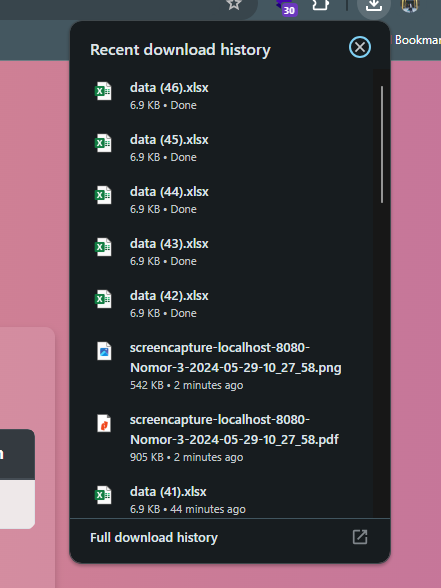 30
Recent download history
Bookmar
data (46).xlsx
6.9 KB • Done
data (45).xlsx
6.9 KB • Done
data (44).xlsx
6.9 KB • Done
data (43).xlsx
6.9 KB • Done
data (42).xlsx
6.9 KB • Done
screencapture-localhost-8080-
Nomor-3-2024-05-29-10_27_58.png
542 KB • 2 minutes ago
screencapture-localhost-8080-
Nomor-3-2024-05-29-10_27_58.pdf
905 KB • 2 minutes ago
data (41).xlsx
6.9 KB • 44 minutes ago
Full download history